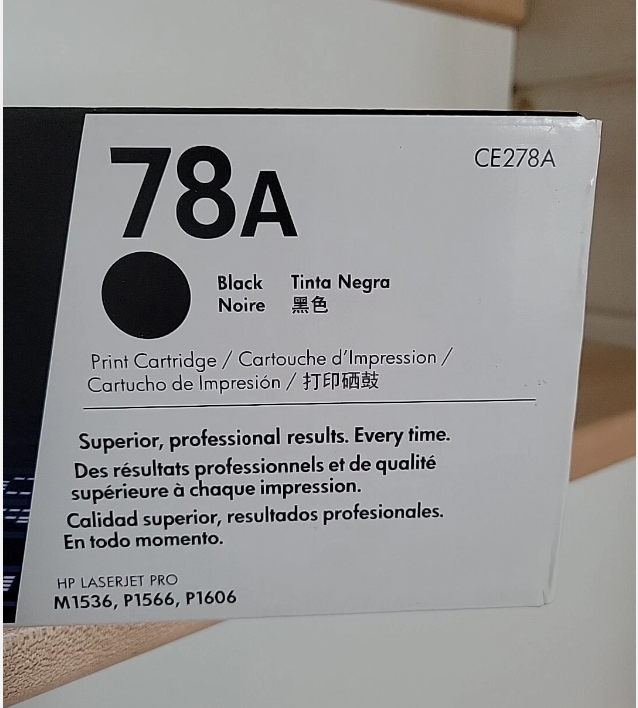 78A
CE278A
Black Tinta Negra
Noire 黑色
Print Cartridge / Cartouche d'Impression /
Cartucho de Impresión / 打印硒鼓
Superior, professional results. Every time.
Des résultats professionnels et de qualité
supérieure à chaque impression.
Calidad superior, resultados profesionales.
En todo momento.
HP LASERJET PRO
M1536, P1566, P1606